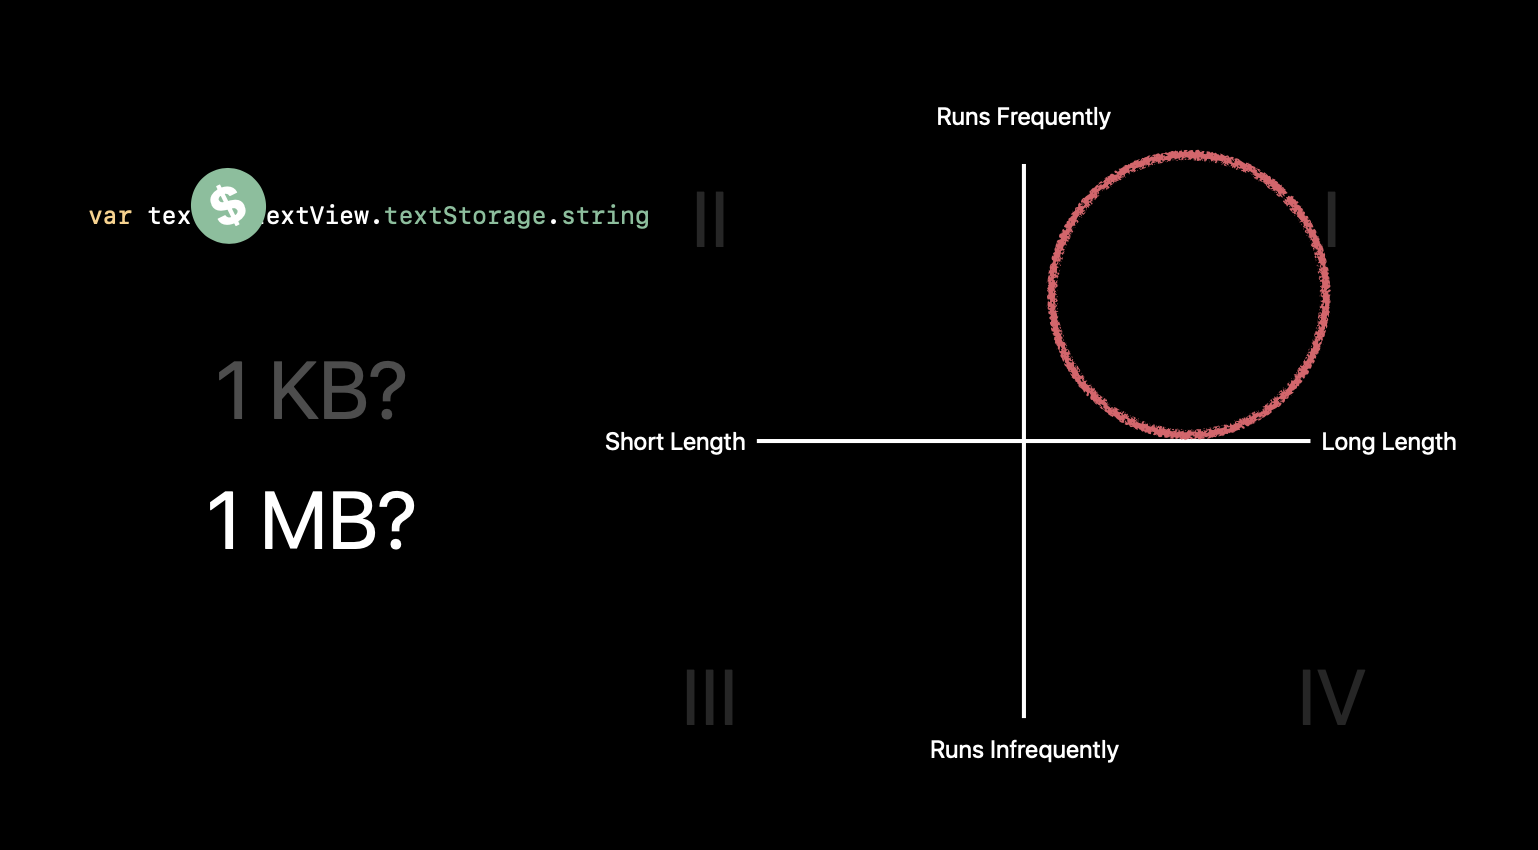 Runs Frequently
var tex $ extView.textStorage.string
II
I
1 KB?
Short Length
Long Length
1 MB?
III
IV
Runs Infrequently